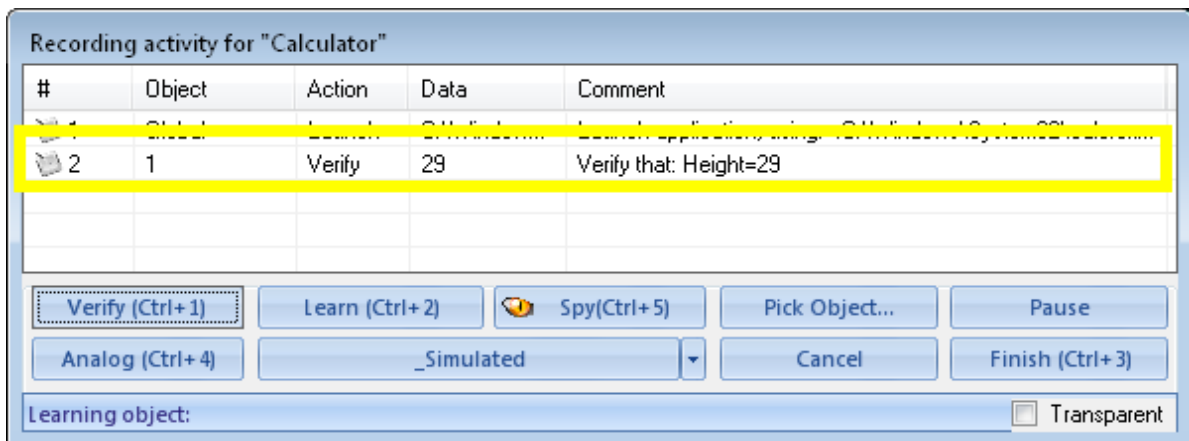 Recording activity for "Calculator"
# Object Action Data Comment
2 1 Verify 29 Verify that: Height=29
Verify (Ctrl+1) Learn (Ctrl+2) Spy(Ctrl+5) Pick Object... Pause
Analog (Ctrl+4) _Simulated Cancel Finish (Ctrl+3)
Learning object: Transparent